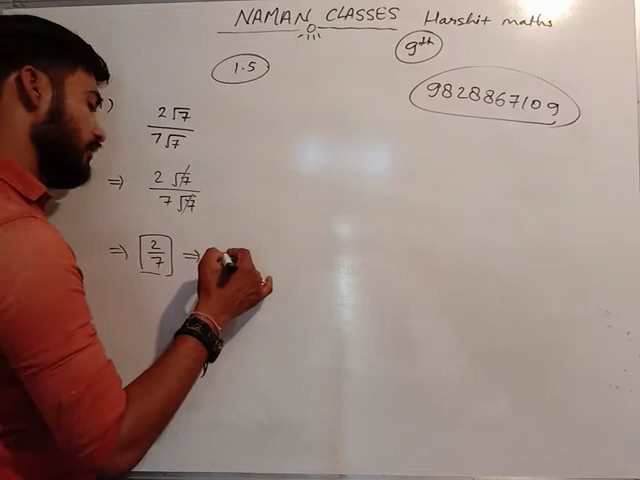 NAMAN CLASSES Harshit maths
9th
1.5
9828867109
)
2√7
7√7
⇒ 2√7
7√7
⇒ 2/7 ⇒